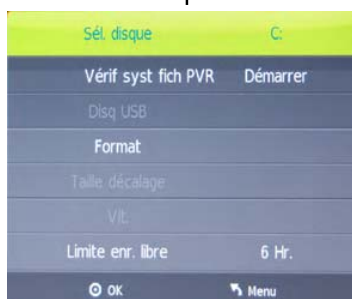 Sél. disque C:
Vérif syst fich PVR Démarrer
Disq USB
Format
Taille décalage
Vit.
Limite enr. libre 6 Hr.
OK Menu